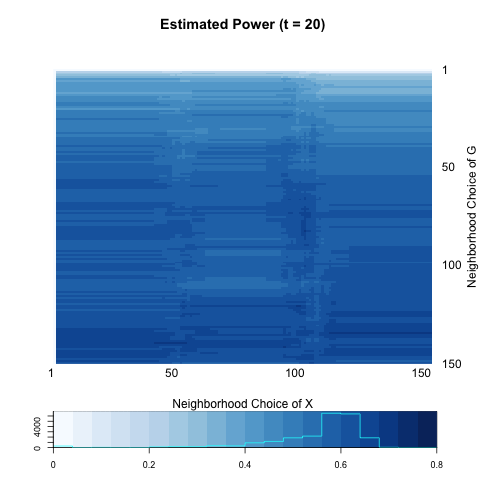 Estimated Power (t = 20)
1
50
100
150
Neighborhood Choice of G
1 50 100 150
Neighborhood Choice of X
0 4000
0 0.2 0.4 0.6 0.8